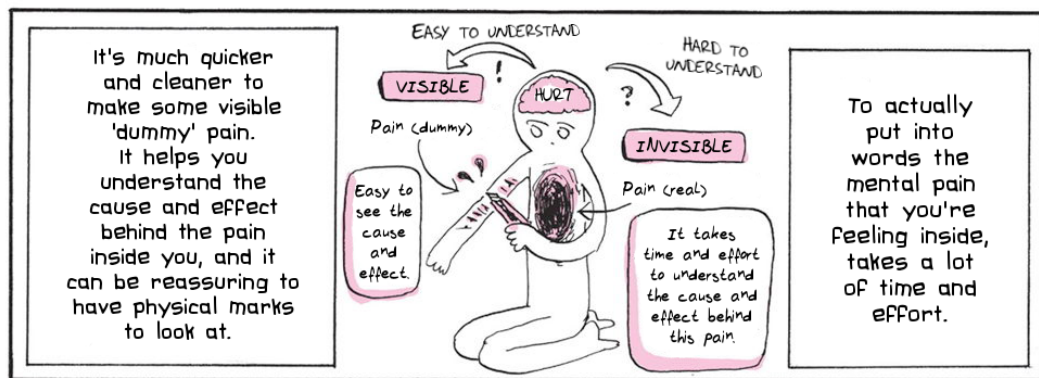 It's much quicker
and cleaner to
make some visible
'dummy' pain.
It helps you
understand the
cause and effect
behind the pain
inside you, and it
can be reassuring to
have physical marks
to look at.
EASY TO UNDERSTAND
!
VISIBLE
Pain (dummy)
Easy to
see the
cause
and
effect.
HURT
HARD TO
UNDERSTAND
?
INVISIBLE
Pain (real)
It takes
time and effort
to understand
the cause and
effect behind
this pain.
To actually
put into
words the
mental pain
that you're
feeling inside,
takes a lot
of time and
effort.